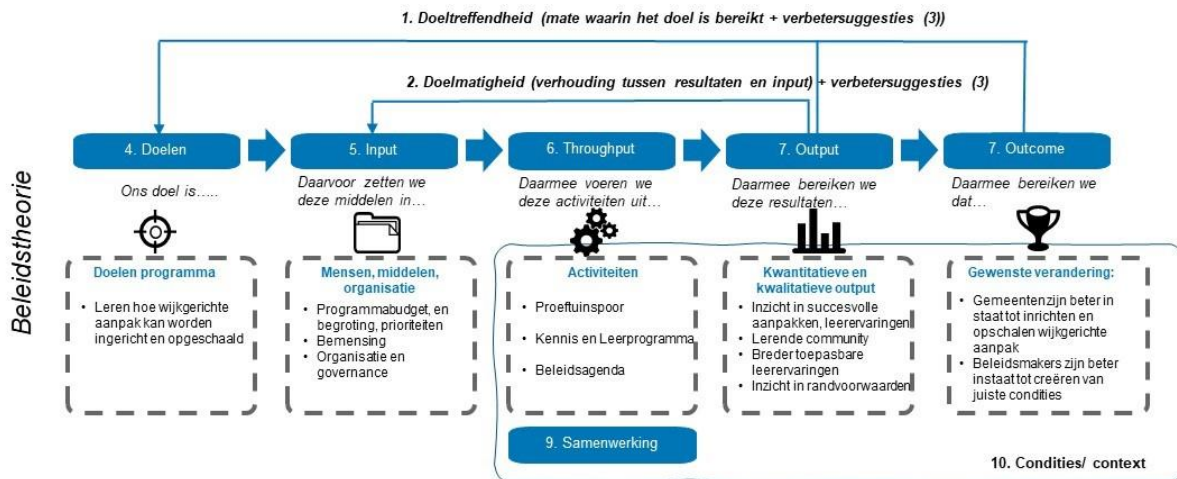 1. Doeltreffendheid (mate waarin het doel is bereikt + verbetersuggesties (3))
2. Doelmatigheid (verhouding tussen resultaten en input) + verbetersuggesties (3)
Beleidstheorie
4. Doelen
5. Input
6. Throughput
7. Output
7. Outcome
Ons doel is.....
Daarvoor zetten we
deze middelen in…
Daarmee voeren we
deze activiteiten uit…
Daarmee bereiken we
deze resultaten…
Daarmee bereiken we
dat…
Doelen programma
• Leren hoe wijkgerichte
aanpak kan worden
ingericht en opgeschaald
Mensen, middelen,
organisatie
• Programmabudget, en
begroting, prioriteiten
• Bemensing
• Organisatie en
governance
Activiteiten
• Proeftuinspoor
• Kennis en Leerprogramma
• Beleidsagenda
Kwantitatieve en
kwalitatieve output
• Inzicht in succesvolle
aanpakken, leerervaringen
• Lerende community
• Breder toepasbare
leerervaringen
• Inzicht in randvoorwaarden
Gewenste verandering:
• Gemeenten zijn beter in
staat tot inrichten en
opschalen wijkgerichte
aanpak
• Beleidsmakers zijn beter
instaat tot creëren van
juiste condities
9. Samenwerking
10. Condities/ context